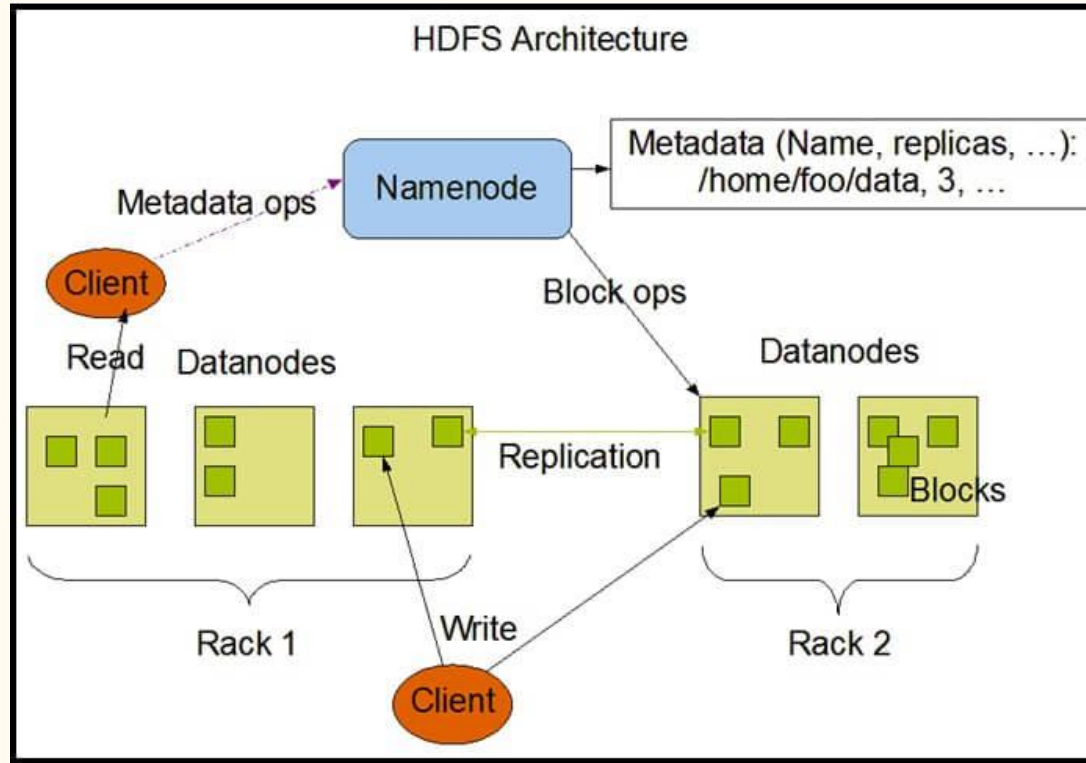 HDFS Architecture
Metadata (Name, replicas, …):
/home/foo/data, 3, …
Namenode
Metadata ops
Client
Block ops
Read
Datanodes
Datanodes
Replication
Blocks
Rack 1
Write
Rack 2
Client